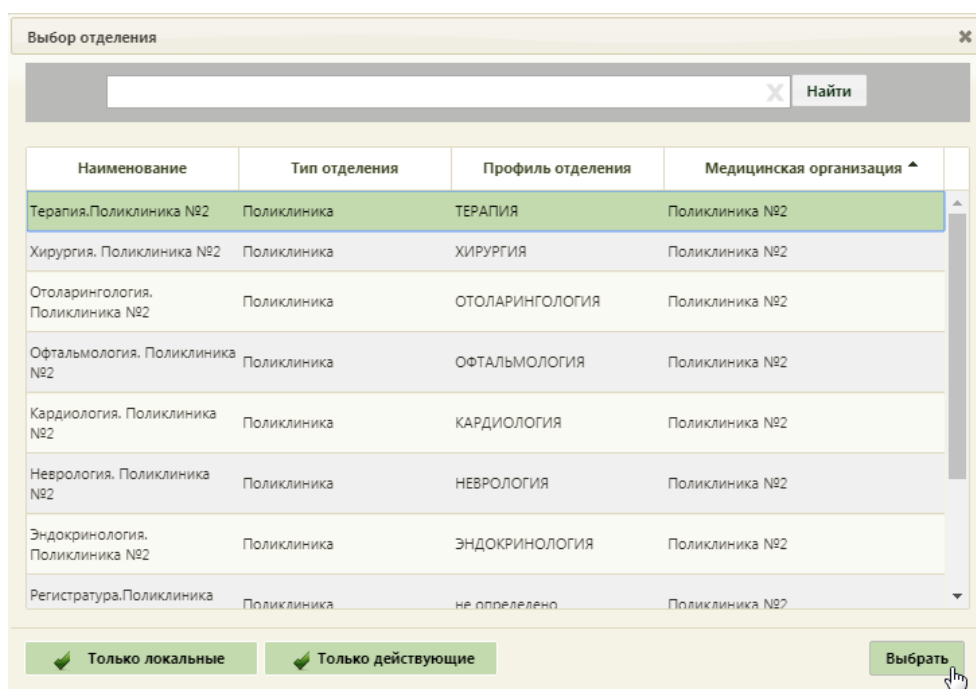 Выбор отделения
Найти
Наименование Тип отделения Профиль отделения Медицинская организация
Терапия.Поликлиника №2 Поликлиника ТЕРАПИЯ Поликлиника №2
Хирургия. Поликлиника №2 Поликлиника ХИРУРГИЯ Поликлиника №2
Отоларингология.
Поликлиника №2 Поликлиника ОТОЛАРИНГОЛОГИЯ Поликлиника №2
Офтальмология. Поликлиника
№2 Поликлиника ОФТАЛЬМОЛОГИЯ Поликлиника №2
Кардиология. Поликлиника
№2 Поликлиника КАРДИОЛОГИЯ Поликлиника №2
Неврология. Поликлиника
№2 Поликлиника НЕВРОЛОГИЯ Поликлиника №2
Эндокринология.
Поликлиника №2 Поликлиника ЭНДОКРИНОЛОГИЯ Поликлиника №2
Регистратура.Поликлиника
Поликлиника не определено Поликлиника №2
Только локальные Только действующие Выбрать